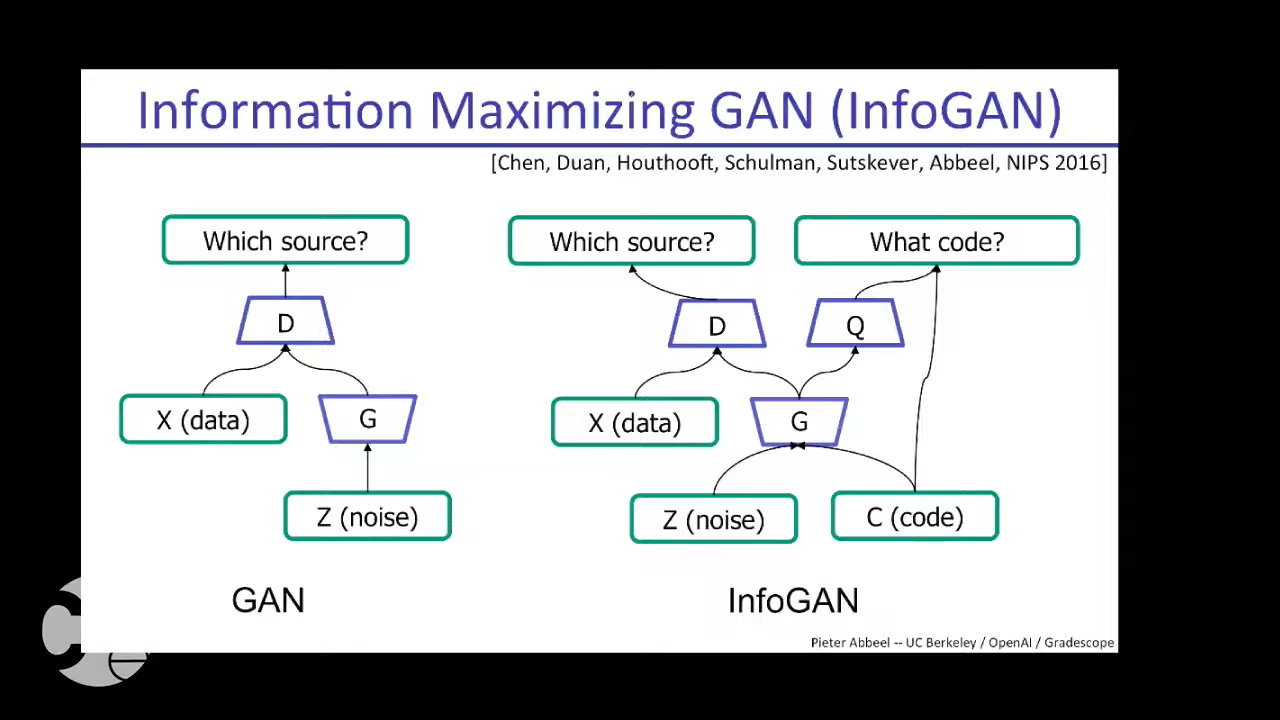 Information Maximizing GAN (InfoGAN)
[Chen, Duan, Houthooft, Schulman, Sutskever, Abbeel, NIPS 2016]
Which source?
D
X (data)
G
Z (noise)
GAN
Which source?
What code?
D
Q
X (data)
G
Z (noise)
C (code)
InfoGAN
Pieter Abbeel -- UC Berkeley / OpenAI / Gradescope